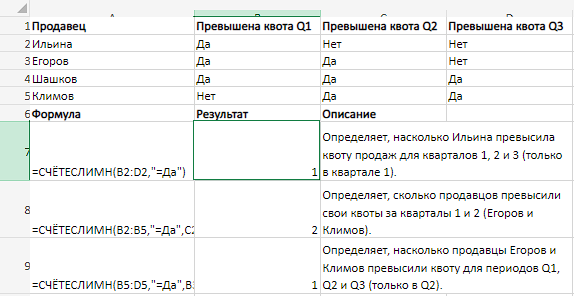 1 Продавец Превышена квота Q1 Превышена квота Q2 Превышена квота Q3
2 Ильина Да Нет Нет
3 Егоров Да Да Нет
4 Шашков Да Да Да
5 Климов Нет Да Да
6 Формула Результат Описание
7 =СЧЁТЕСЛИМН(B2:D2,"=Да") 1 Определяет, насколько Ильина превысила
квоту продаж для кварталов 1, 2 и 3 (только
в квартале 1).
8 =СЧЁТЕСЛИМН(B2:B5,"=Да",C2 2 Определяет, сколько продавцов превысили
свои квоты за кварталы 1 и 2 (Егоров и
Климов).
9 =СЧЁТЕСЛИМН(B5:D5,"=Да",B3 1 Определяет, насколько продавцы Егоров и
Климов превысили квоту для периодов Q1,
Q2 и Q3 (только в Q2).